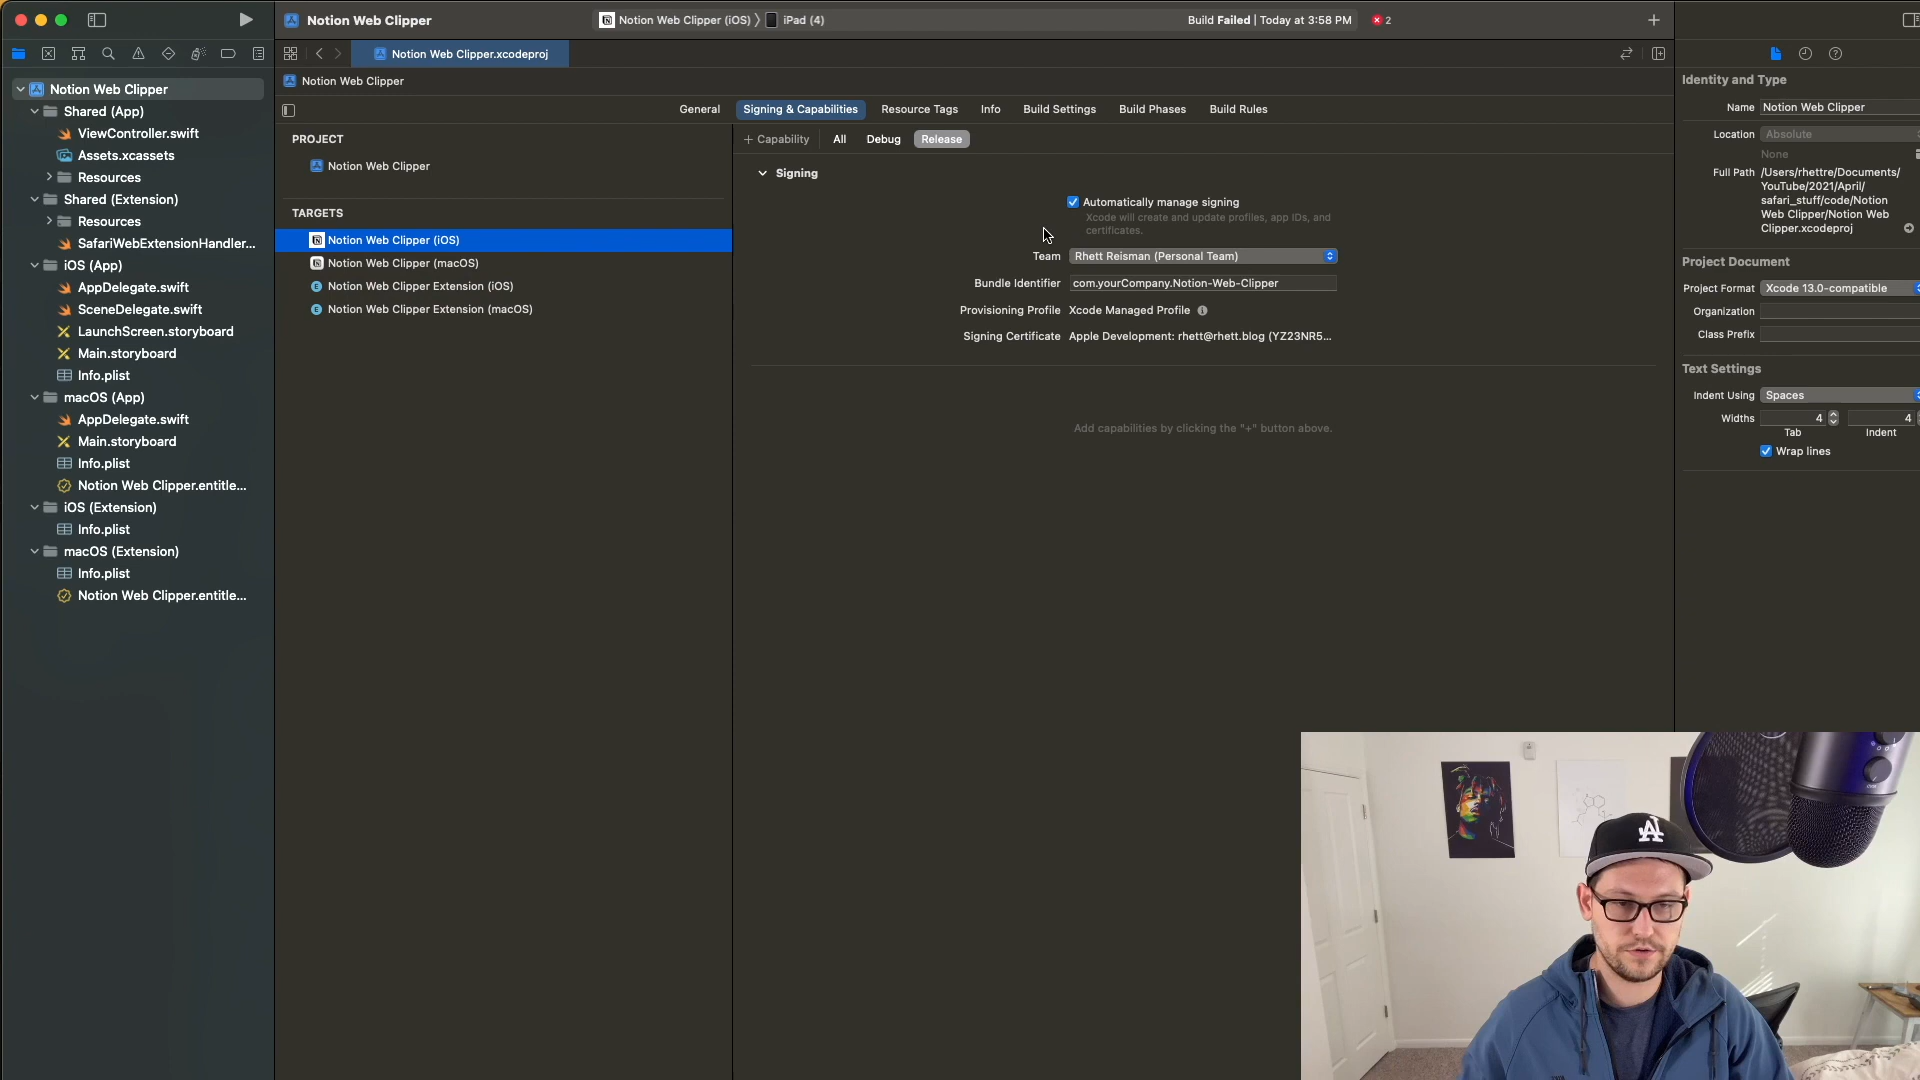 Notion Web Clipper
Notion Web Clipper (iOS) 〉 iPad (4)
Build Failed | Today at 3:58 PM
2
Notion Web Clipper.xcodeproj
Notion Web Clipper
General
Signing & Capabilities
Resource Tags
Info
Build Settings
Build Phases
Build Rules
+ Capability
All
Debug
Release
Notion Web Clipper
Shared (App)
ViewController.swift
Assets.xcassets
Resources
Shared (Extension)
Resources
SafariWebExtensionHandler...
iOS (App)
AppDelegate.swift
SceneDelegate.swift
LaunchScreen.storyboard
Main.storyboard
Info.plist
macOS (App)
AppDelegate.swift
Main.storyboard
Info.plist
Notion Web Clipper.entitle...
iOS (Extension)
Info.plist
macOS (Extension)
Info.plist
Notion Web Clipper.entitle...
PROJECT
Notion Web Clipper
TARGETS
Notion Web Clipper (iOS)
Notion Web Clipper (macOS)
Notion Web Clipper Extension (iOS)
Notion Web Clipper Extension (macOS)
Signing
Automatically manage signing
Xcode will create and update profiles, app IDs, and
certificates.
Team Rhett Reisman (Personal Team)
Bundle Identifier com.yourCompany.Notion-Web-Clipper
Provisioning Profile Xcode Managed Profile
Signing Certificate Apple Development: rhett@rhett.blog (YZ23NR5...
Add capabilities by clicking the "+" button above.
Identity and Type
Name Notion Web Clipper
Location Absolute
None
Full Path /Users/rhettre/Documents/
YouTube/2021/April/
safari_stuff/code/Notion
Web Clipper/Notion Web
Clipper.xcodeproj
Project Document
Project Format Xcode 13.0-compatible
Organization
Class Prefix
Text Settings
Indent Using Spaces
Widths 4 4
Tab Indent
Wrap lines
LA